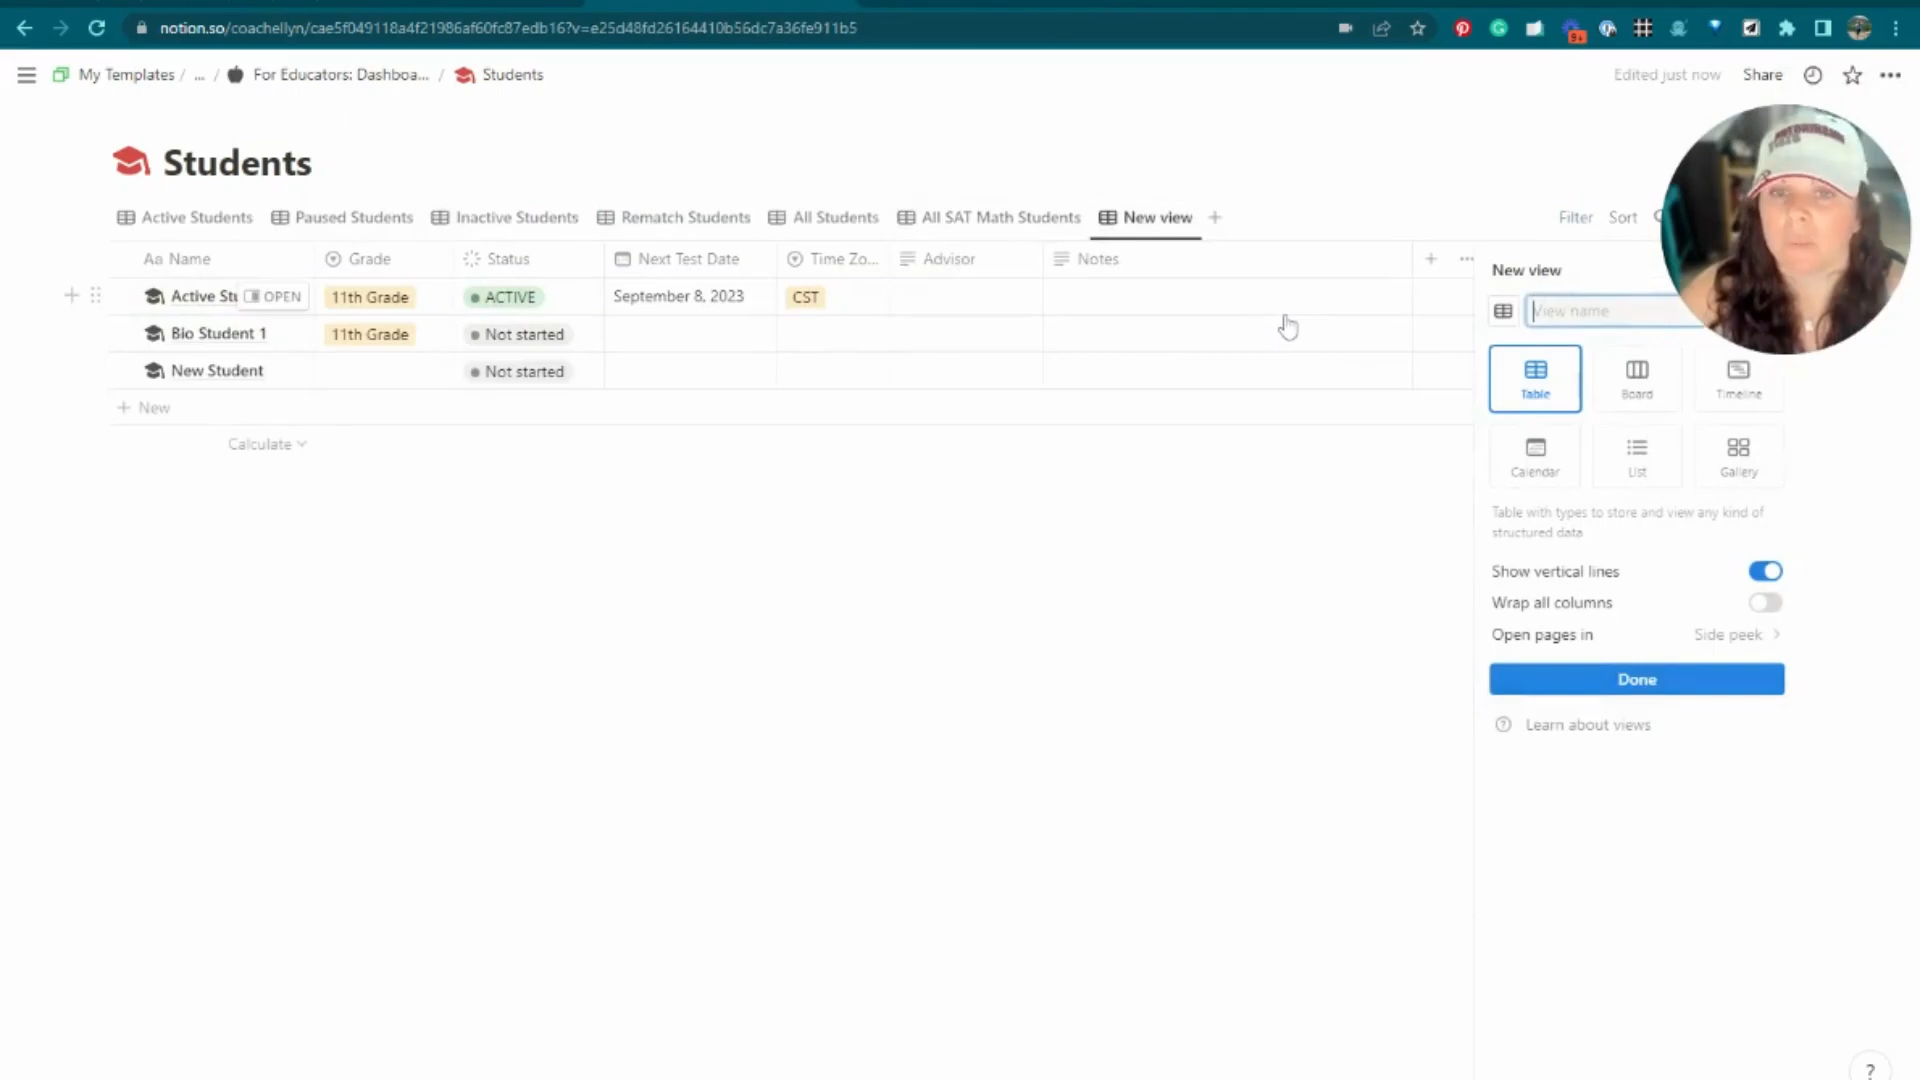 notion.so/coachellyn/cae5f049118a4f21986af60fc87edb16?v=e25d48fd26164410b56dc7a36fe911b5
9+
My Templates / ... / For Educators: Dashboa... / Students
Edited just now Share
Students
Active Students Paused Students Inactive Students Rematch Students All Students All SAT Math Students New view +
Filter Sort
Aa Name Grade Status Next Test Date Time Zo... Advisor Notes
Active Stu OPEN 11th Grade ACTIVE September 8, 2023 CST
Bio Student 1 11th Grade Not started
New Student Not started
+ New
Calculate
New view
View name
Table Board Timeline
Calendar List Gallery
Table with types to store and view any kind of
structured data
Show vertical lines
Wrap all columns
Open pages in Side peek
Done
Learn about views
?